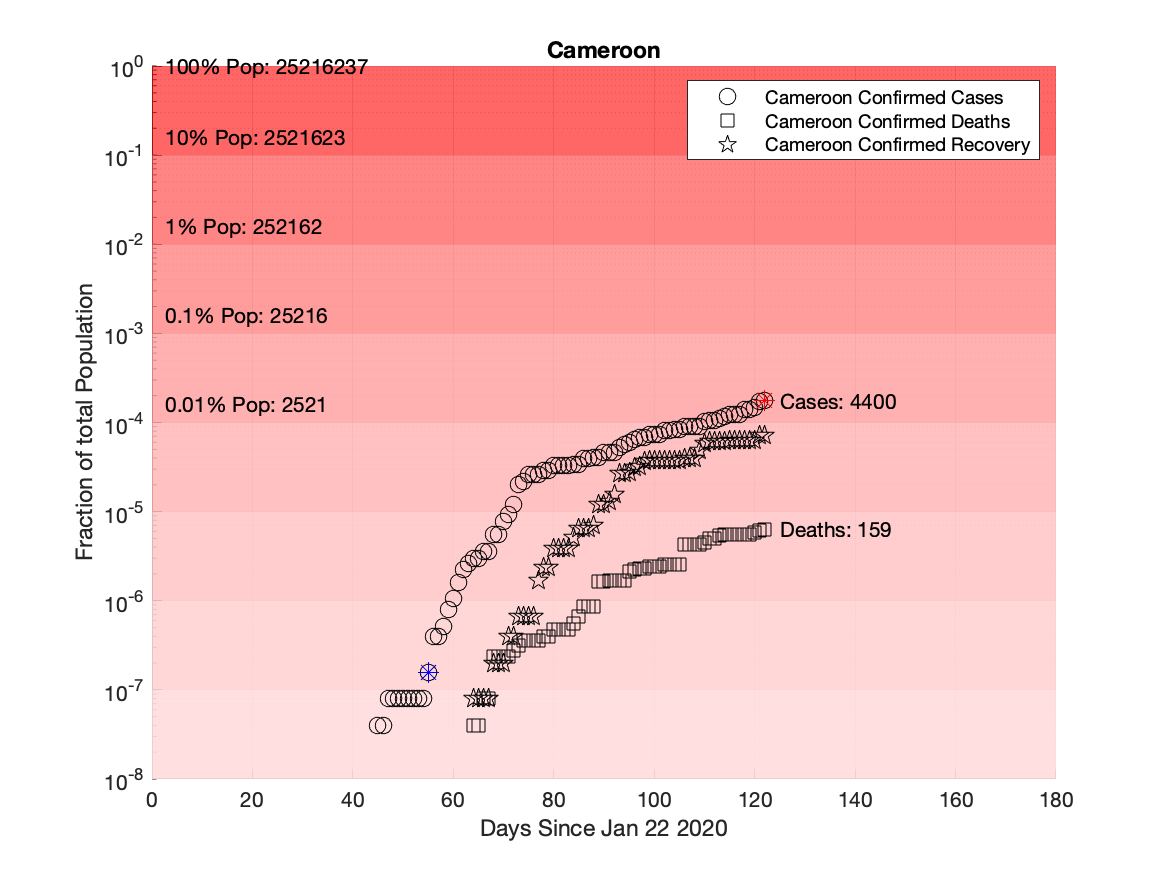 Cameroon
10^0
10^-1
10^-2
10^-3
10^-4
10^-5
10^-6
10^-7
10^-8
Fraction of total Population
100% Pop: 25216237
10% Pop: 2521623
1% Pop: 252162
0.1% Pop: 25216
0.01% Pop: 2521
Cameroon Confirmed Cases
Cameroon Confirmed Deaths
Cameroon Confirmed Recovery
Cases: 4400
Deaths: 159
0 20 40 60 80 100 120 140 160 180
Days Since Jan 22 2020